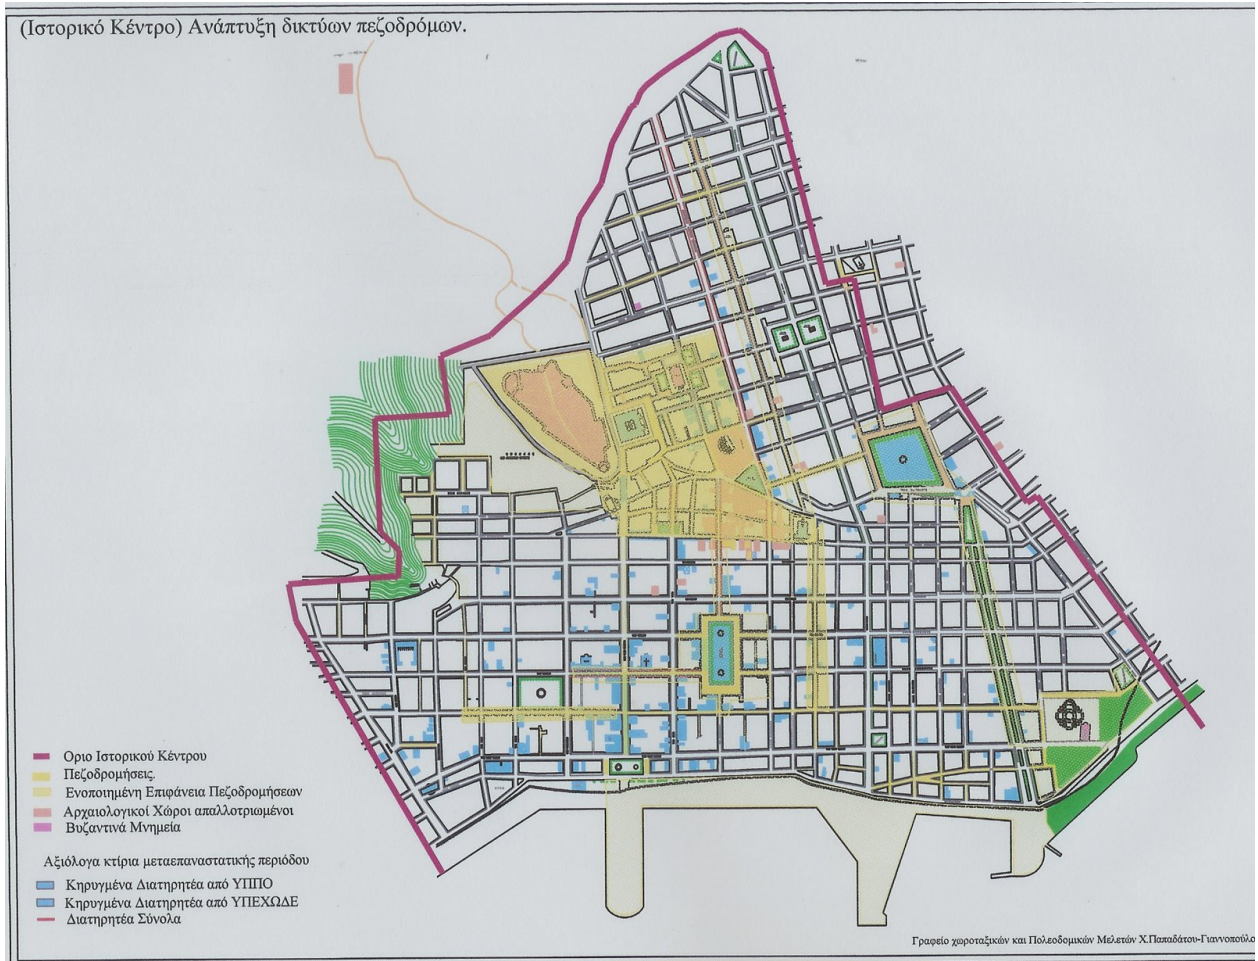 (Ιστορικό Κέντρο) Ανάπτυξη δικτύων πεζοδρόμων.
Οριο Ιστορικού Κέντρου
Πεζοδρομήσεις.
Ενοποιημένη Επιφάνεια Πεζοδρομήσεων
Αρχαιολογικοί Χώροι απαλλοτριωμένοι
Βυζαντινά Μνημεία
Αξιόλογα κτίρια μεταεπαναστατικής περιόδου
Κηρυγμένα Διατηρητέα από ΥΠΠΟ
Κηρυγμένα Διατηρητέα από ΥΠΕΧΩΔΕ
Διατηρητέα Σύνολα
Γραφείο χωροταξικών και Πολεοδομικών Μελετών Χ.Παπαδάτου-Γιαννοπούλο